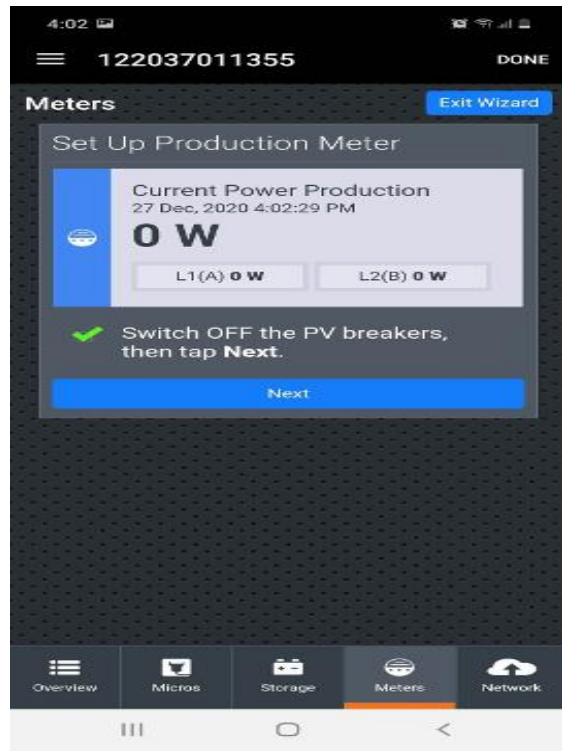 4:02
122037011355 DONE
Meters Exit Wizard
Set Up Production Meter
Current Power Production
27 Dec, 2020 4:02:29 PM
0 W
L1(A) 0 W L2(B) 0 W
Switch OFF the PV breakers,
then tap Next.
Next
Overview Micros Storage Meters Network